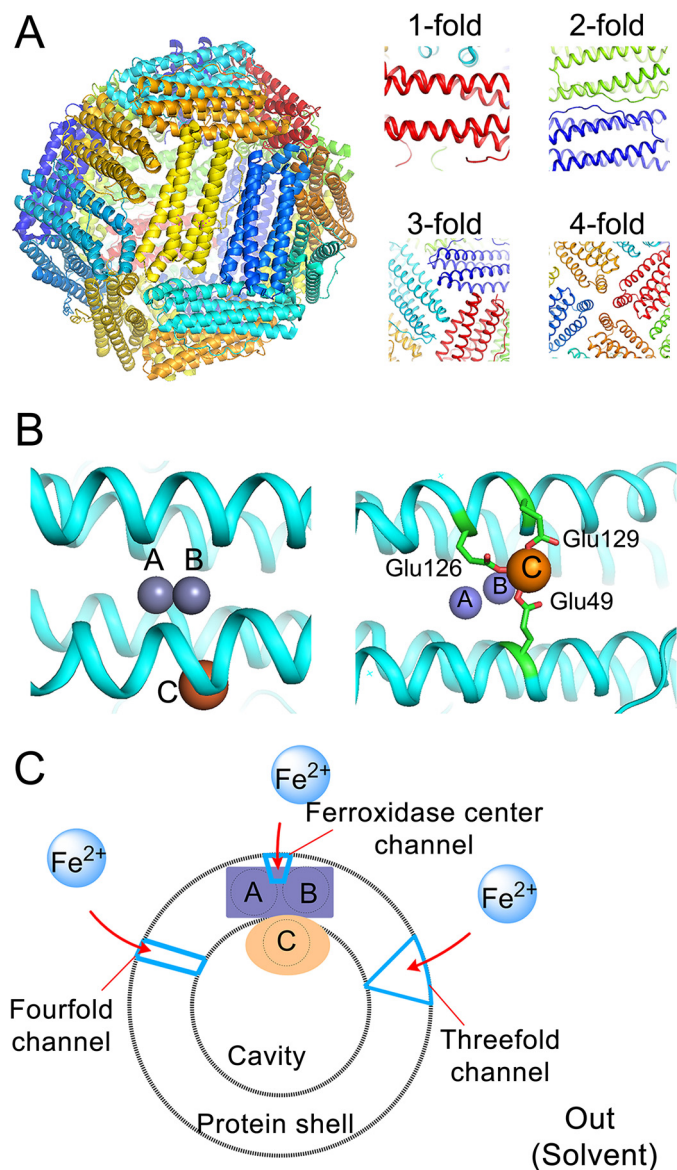 A
1-fold
2-fold
3-fold
4-fold
B
A
B
C
Glu126
Glu129
C
B
A
Glu49
C
Fe²⁺
Fe²⁺
Fe²⁺
Ferroxidase center
channel
A
B
C
Fourfold
channel
Threefold
channel
Cavity
Protein shell
Out
(Solvent)